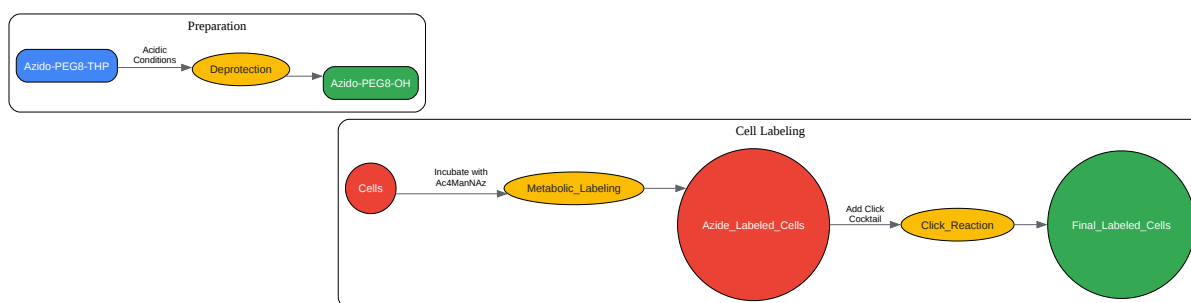 Preparation
Azido-PEG8-THP
Acidic
Conditions
Deprotection
Azido-PEG8-OH
Cell Labeling
Cells
Incubate with
Ac4ManNAz
Metabolic_Labeling
Azide_Labeled_Cells
Add Click
Cocktail
Click_Reaction
Final_Labeled_Cells